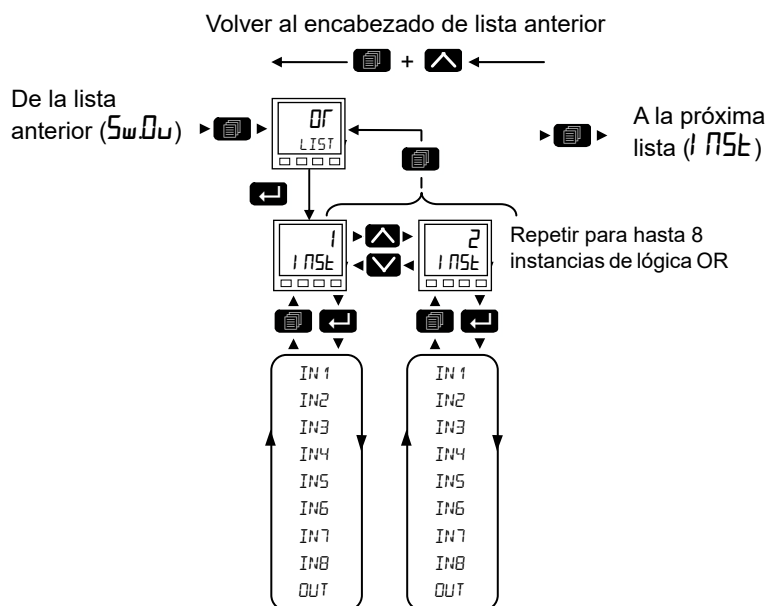 Volver al encabezado de lista anterior
+
De la lista
anterior (Sw.Ov)
or
LIST
A la próxima
lista (INSt)
1
INSt
2
INSt
Repetir para hasta 8
instancias de lógica OR
IN1
IN2
IN3
IN4
IN5
IN6
IN7
IN8
OUT
IN1
IN2
IN3
IN4
IN5
IN6
IN7
IN8
OUT